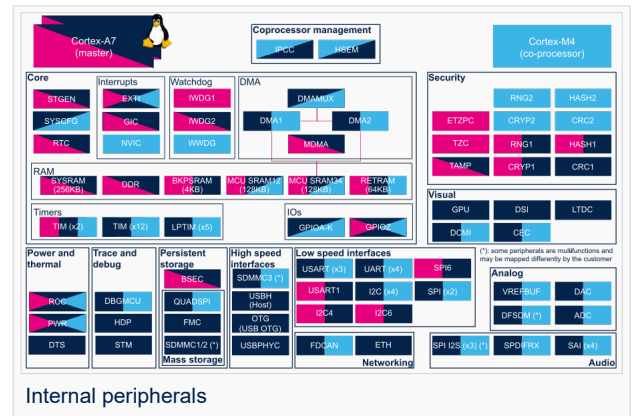 Cortex-A7
(master)
Coprocessor management
IPCC
HSEM
Cortex-M4
(co-processor)
Core
STGEN
SYSCFG
RTC
Interrupts
EXTI
GIC
NVIC
Watchdog
IWDG1
IWDG2
WWDG
DMA
DMAMUX
DMA1
DMA2
MDMA
Security
RNG2
HASH2
ETZPC
CRYP2
CRC2
TZC
RNG1
HASH1
TAMP
CRYP1
CRC1
RAM
SYSRAM
(256KB)
DDR
BKPSRAM
(4KB)
MCU SRAM12
(128KB)
MCU SRAM34
(128KB)
RETRAM
(64KB)
Timers
TIM (x2)
TIM (x12)
LPTIM (x5)
IOs
GPIOA-K
GPIOZ
Visual
GPU
DSI
LTDC
DCMI
CEC
(*): some peripherals are multifunctions and
may be mapped differently by the customer
Power and
thermal
RCC
PWR
DTS
Trace and
debug
DBGMCU
HDP
STM
Persistent
storage
BSEC
QUADSPI
FMC
SDMMC1/2 (*)
Mass storage
High speed
interfaces
SDMMC3 (*)
USBH
(Host)
OTG
(USB OTG)
USBPHYC
Low speed interfaces
USART (x3)
UART (x4)
SPI6
USART1
I2C (x4)
SPI (x2)
I2C4
I2C6
Analog
VREFBUF
DAC
DFSDM (*)
ADC
FDCAN
ETH
Networking
SPI I2S (x3) (*)
SPDIFRX
SAI (x4)
Audio
Internal peripherals